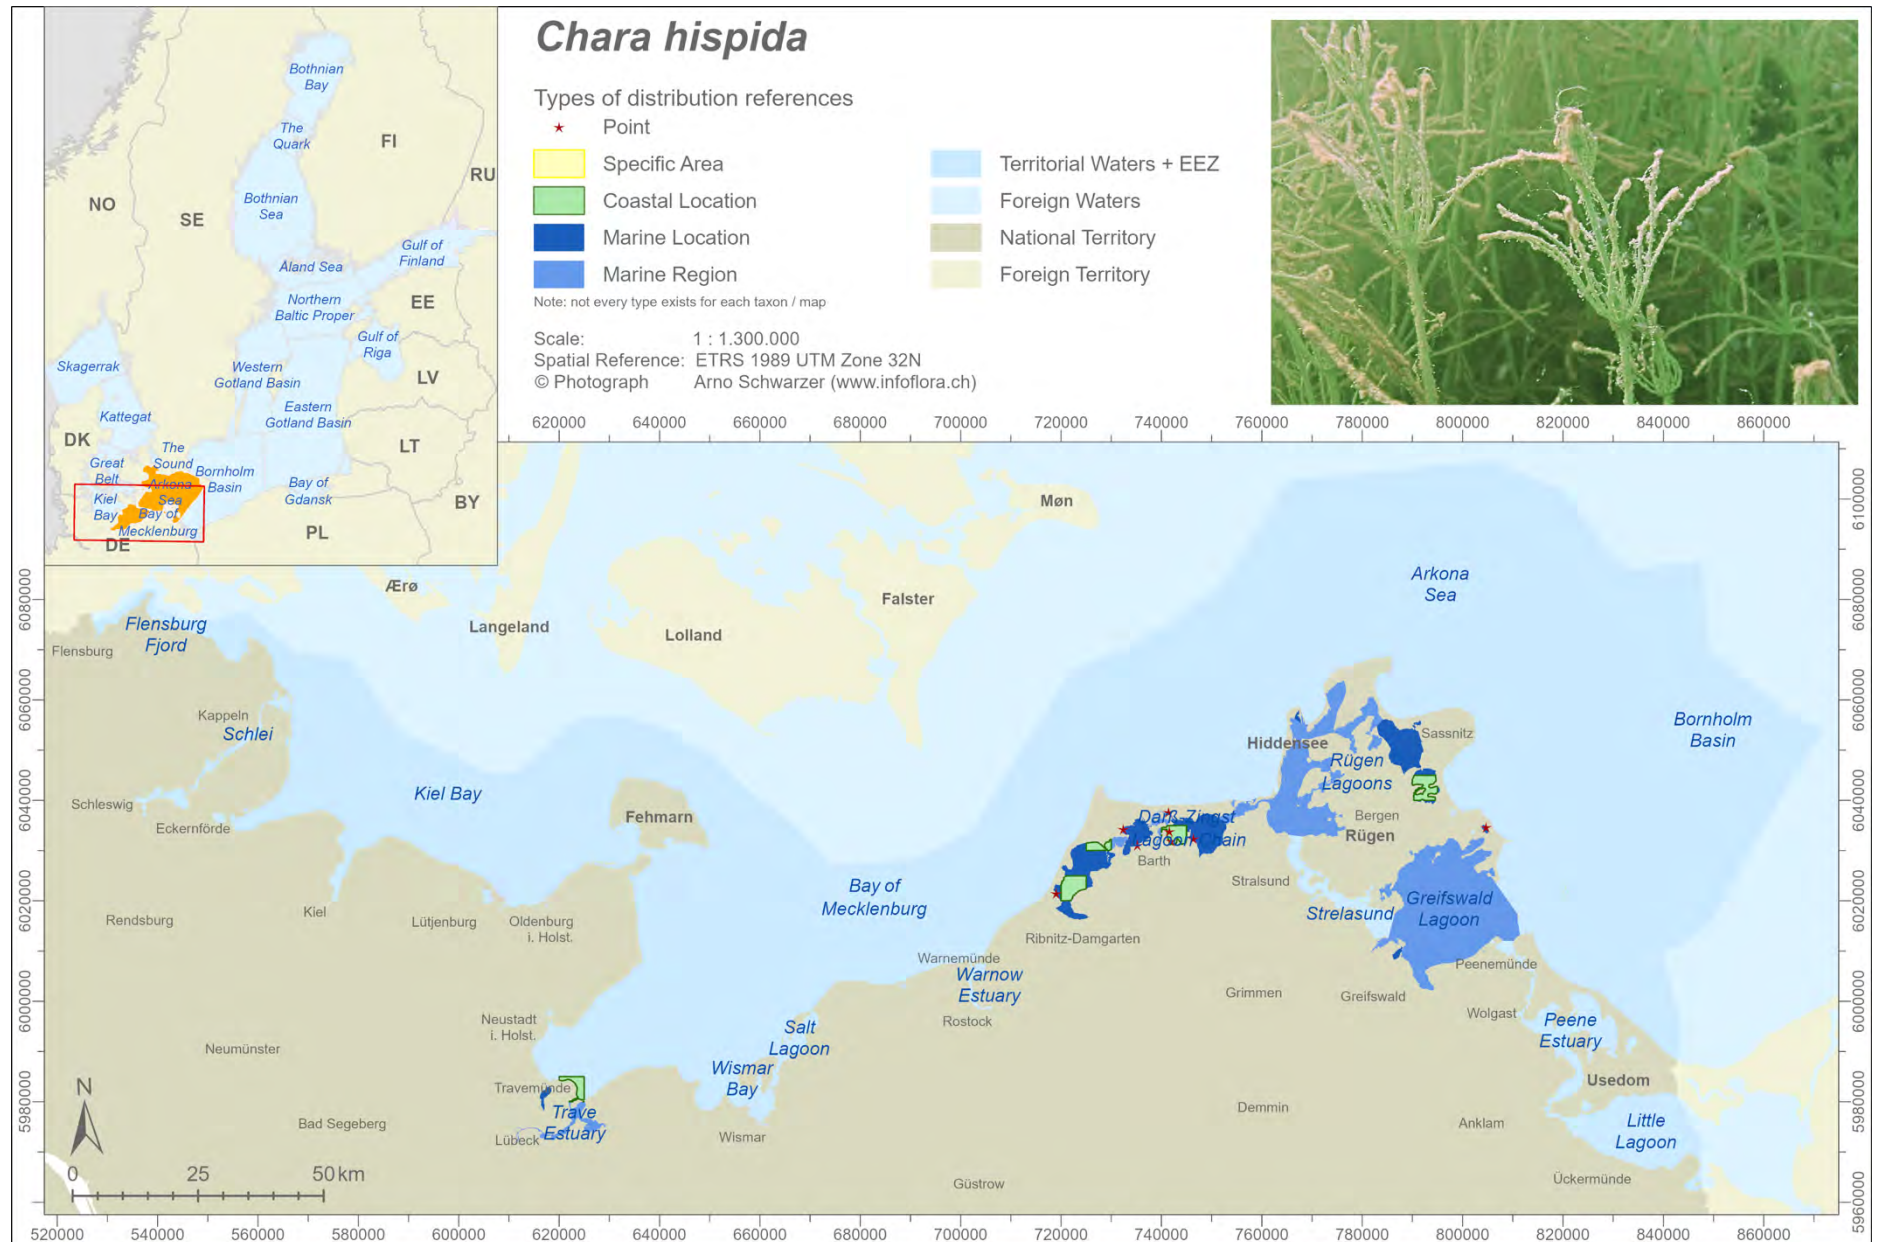 Chara hispida
Types of distribution references
Point
Specific Area
Coastal Location
Marine Location
Marine Region
Territorial Waters + EEZ
Foreign Waters
National Territory
Foreign Territory
Note: not every type exists for each taxon / map
Scale: 1 : 1.300.000
Spatial Reference: ETRS 1989 UTM Zone 32N
© Photograph Arno Schwarzer (www.infoflora.ch)
Bothnian
Bay
The
Quark
FI
RU
NO
SE
Bothnian
Sea
Gulf of
Finland
Åland Sea
Northern
Baltic Proper
EE
Gulf of
Riga
Skagerrak
Western
Gotland Basin
LV
Kattegat
Eastern
Gotland Basin
DK
The
Sound
LT
Great
Belt
Arkona
Sea
Bornholm
Basin
Kiel
Bay
Bay of
Mecklenburg
Bay of
Gdansk
BY
PL
DE
620000 640000 660000 680000 700000 720000 740000 760000 780000 800000 820000 840000 860000
6080000
6060000
6040000
6020000
6000000
5980000
6100000
6080000
6060000
6040000
6020000
6000000
5980000
5960000
Møn
Ærø
Langeland
Lolland
Falster
Arkona
Sea
Flensburg
Fjord
Flensburg
Kappeln
Schlei
Schleswig
Eckernförde
Kiel Bay
Fehmarn
Hiddensee
Sassnitz
Rügen
Lagoons
Bornholm
Basin
Bergen
Rügen
Darß-Zingst
Lagoon Chain
Barth
Stralsund
Strelasund
Greifswald
Lagoon
Bay of
Mecklenburg
Rendsburg
Kiel
Lütjenburg
Oldenburg
i. Holst.
Ribnitz-Damgarten
Warnemünde
Warnow
Estuary
Rostock
Grimmen
Greifswald
Peenemünde
Wolgast
Peene
Estuary
Usedom
Neustadt
i. Holst.
Salt
Lagoon
Wismar
Bay
Neumünster
Travemünde
Trave
Estuary
Lübeck
Bad Segeberg
Wismar
Demmin
Anklam
Little
Lagoon
Güstrow
Ückermünde
N
0 25 50 km
520000 540000 560000 580000 600000 620000 640000 660000 680000 700000 720000 740000 760000 780000 800000 820000 840000 860000